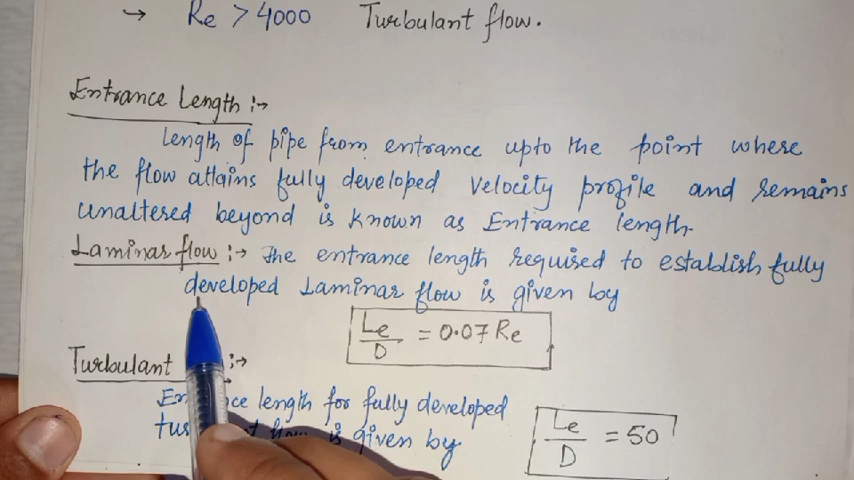 → Re > 4000 Turbulant flow.
Entrance Length :→
Length of pipe from entrance upto the point where
the flow attains fully developed velocity profile and remains
unaltered beyond is known as Entrance length.
Laminar flow :→ The entrance length required to establish fully
developed Laminar flow is given by
Le/D = 0.07 Re
Turbulant :→
length for fully developed
is given by
Le/D = 50